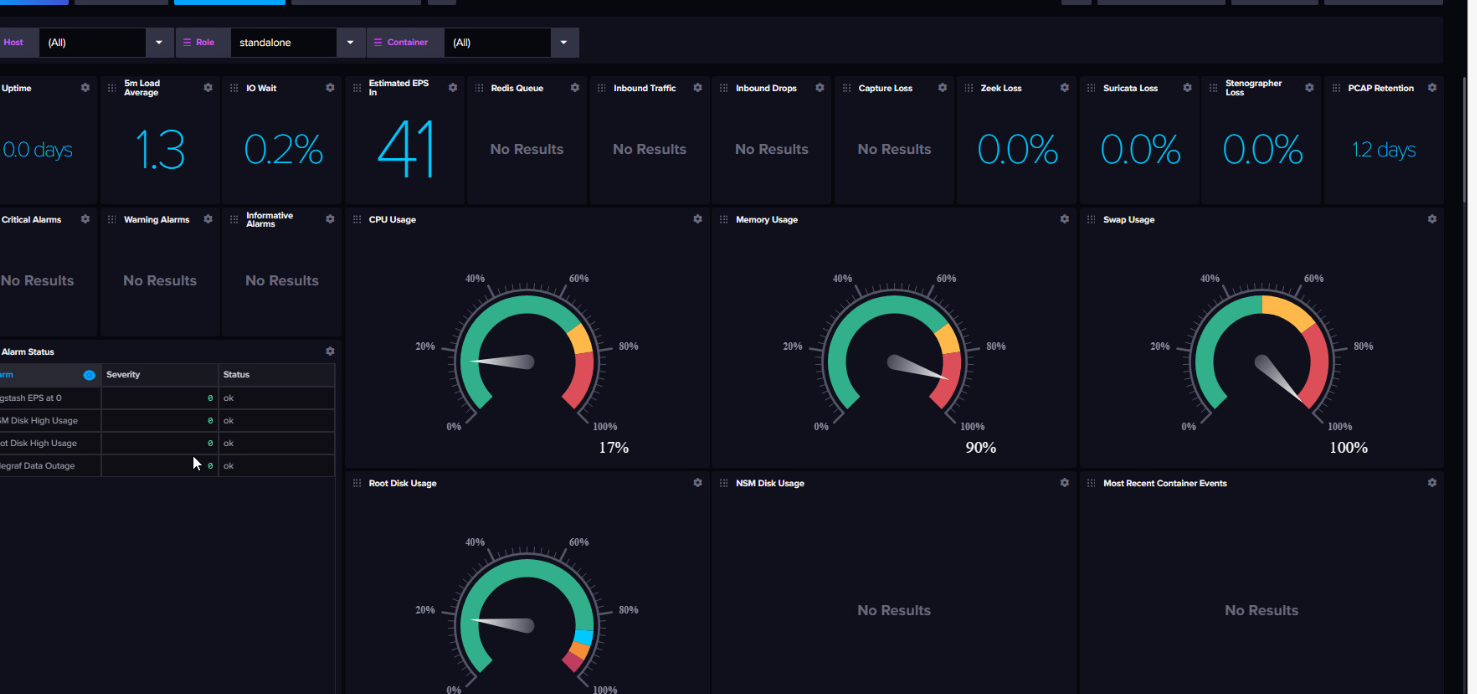 Host (All) Role standalone Container (All)
Uptime
5m Load
Average
IO Wait
Estimated EPS
In
Redis Queue
Inbound Traffic
Inbound Drops
Capture Loss
Zeek Loss
Suricata Loss
Stenographer
Loss
PCAP Retention
0.0 days
1.3
0.2%
41
No Results
No Results
No Results
No Results
0.0%
0.0%
0.0%
1.2 days
Critical Alarms
Warning Alarms
Informative
Alarms
No Results
No Results
No Results
CPU Usage
0%
20%
40%
60%
80%
100%
17%
Memory Usage
0%
20%
40%
60%
80%
100%
90%
Swap Usage
0%
20%
40%
60%
80%
100%
100%
Alarm Status
arm Severity Status
gstash EPS at 0 0 ok
SM Disk High Usage 0 ok
ot Disk High Usage 0 ok
legraf Data Outage 0 ok
Root Disk Usage
0%
20%
40%
60%
80%
100%
NSM Disk Usage
No Results
Most Recent Container Events
No Results